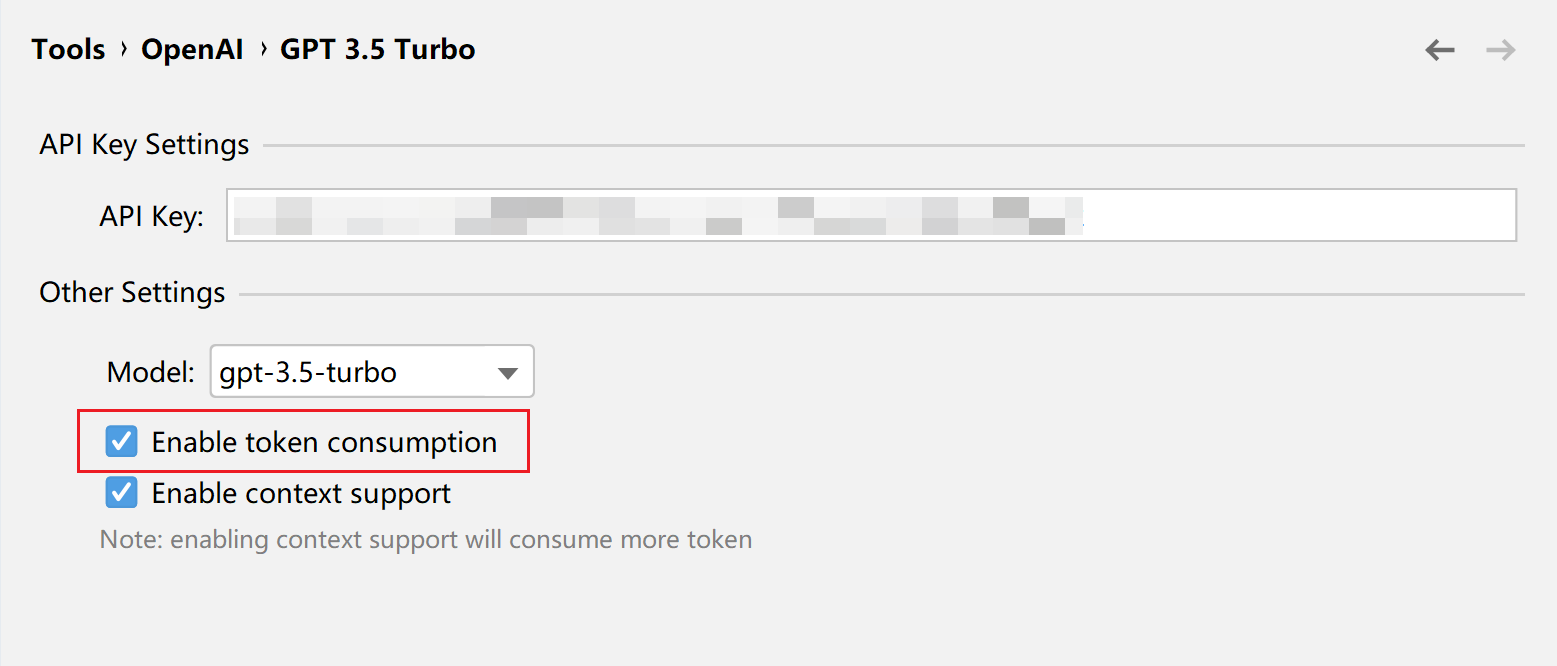 Tools › OpenAI › GPT 3.5 Turbo
API Key Settings
API Key:
Other Settings
Model: gpt-3.5-turbo
Enable token consumption
Enable context support
Note: enabling context support will consume more token